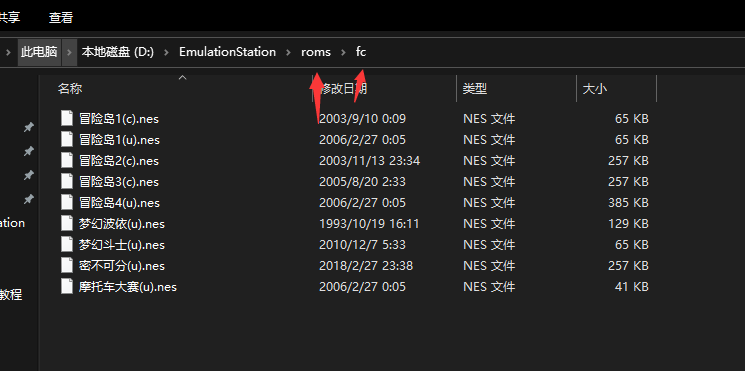 共享 查看
此电脑 本地磁盘 (D:) EmulationStation roms fc
名称 修改日期 类型 大小
冒险岛1(c).nes 2003/9/10 0:09 NES 文件 65 KB
冒险岛1(u).nes 2006/2/27 0:05 NES 文件 65 KB
冒险岛2(c).nes 2003/11/13 23:34 NES 文件 257 KB
冒险岛3(c).nes 2005/8/20 2:33 NES 文件 257 KB
冒险岛4(u).nes 2006/2/27 0:05 NES 文件 385 KB
ation 梦幻波依(u).nes 1993/10/19 16:11 NES 文件 129 KB
梦幻斗士(u).nes 2010/12/7 5:33 NES 文件 65 KB
密不可分(u).nes 2018/2/27 23:38 NES 文件 257 KB
教程 摩托车大赛(u).nes 2006/2/27 0:05 NES 文件 41 KB